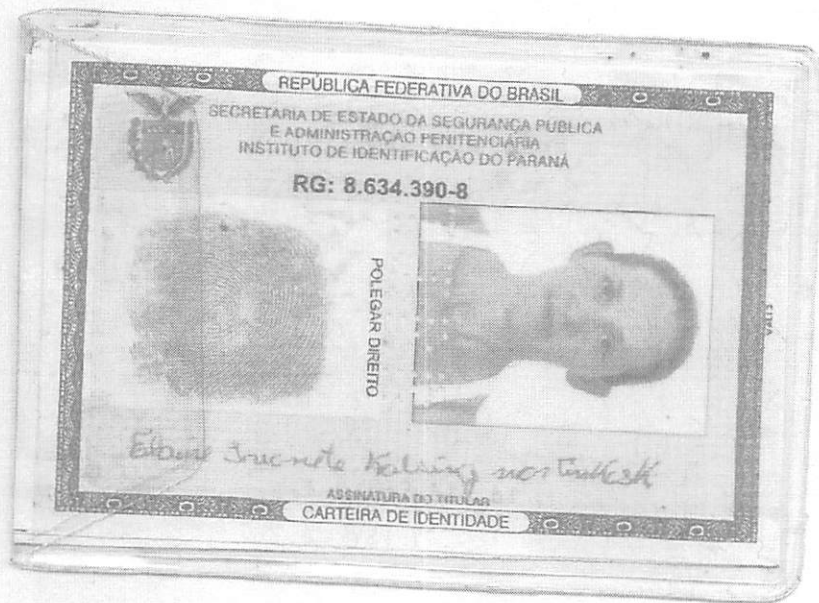 REPÚBLICA FEDERATIVA DO BRASIL
SECRETARIA DE ESTADO DA SEGURANÇA PUBLICA
E ADMINISTRAÇÃO PENITENCIÁRIA
INSTITUTO DE IDENTIFICAÇÃO DO PARANÁ
RG: 8.634.390-8
POLEGAR DIREITO
ASSINATURA DO TITULAR
CARTEIRA DE IDENTIDADE